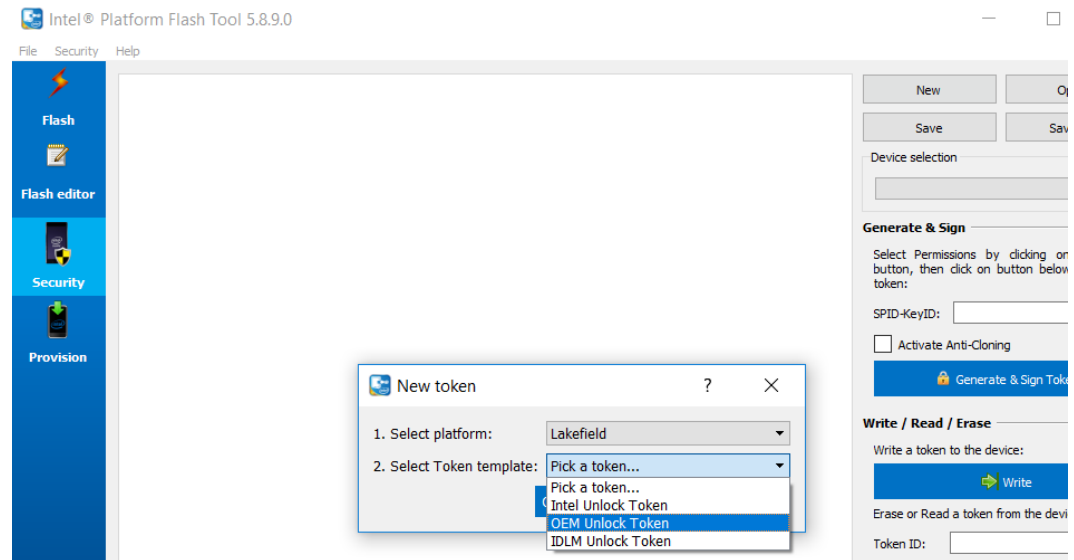 Intel® Platform Flash Tool 5.8.9.0
File Security Help
Flash
Flash editor
Security
Provision
New
Save
Device selection
Generate & Sign
Select Permissions by clicking on
button, then click on button below
token:
SPID-KeyID:
Activate Anti-Cloning
Generate & Sign Toke
Write / Read / Erase
Write a token to the device:
Write
Erase or Read a token from the devi
Token ID:
New token
?
1. Select platform: Lakefield
2. Select Token template: Pick a token...
Pick a token...
Intel Unlock Token
OEM Unlock Token
IDLM Unlock Token